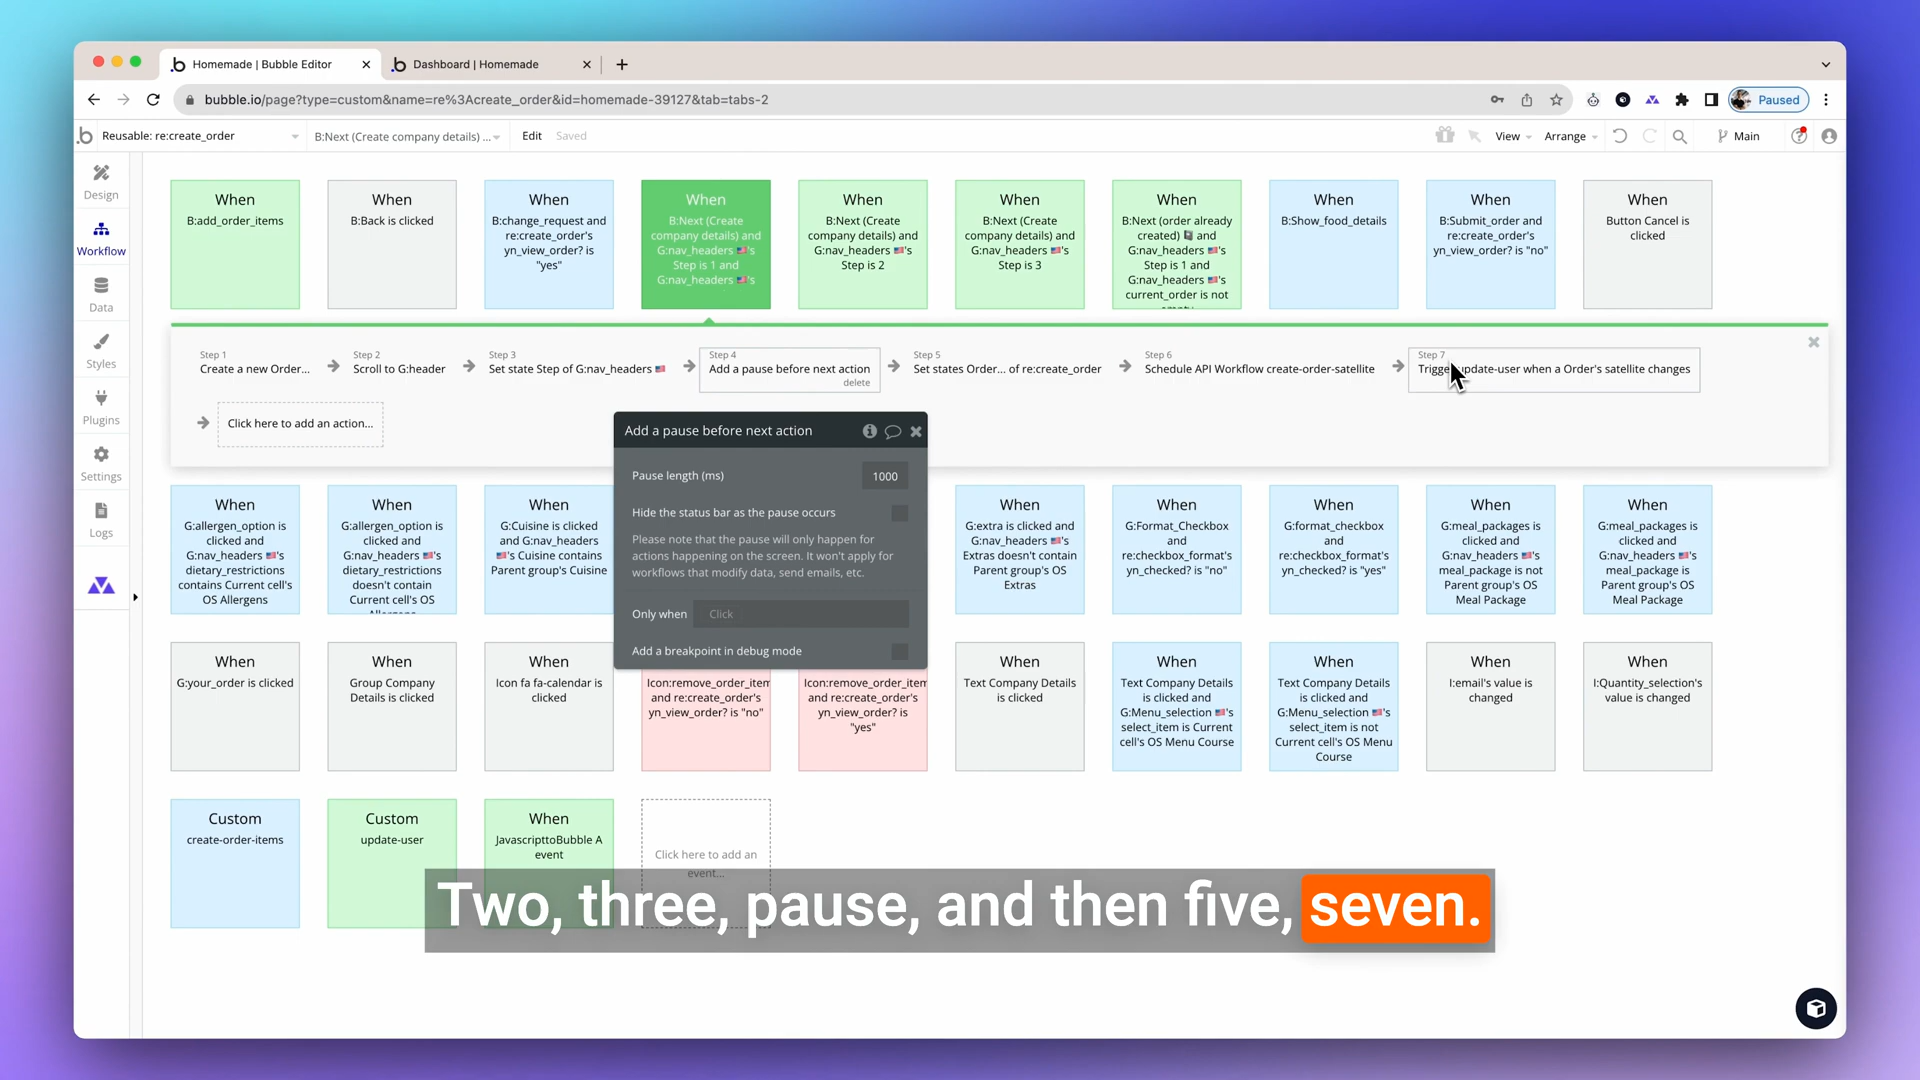 Homemade | Bubble Editor
Dashboard | Homemade
bubble.io/page?type=custom&name=re%3Acreate_order&id=homemade-39127&tab=tabs-2
Paused
Reusable: re:create_order
B:Next (Create company details) ...
Edit
Saved
View
Arrange
Main
Design
Workflow
Data
Styles
Plugins
Settings
Logs
When
B:add_order_items
When
B:Back is clicked
When
B:change_request and
re:create_order's
yn_view_order? is
"yes"
When
B:Next (Create
company details) and
G:nav_headers 🇺🇸's
Step is 1 and
G:nav_headers 🇺🇸's
When
B:Next (Create
company details) and
G:nav_headers 🇺🇸's
Step is 2
When
B:Next (Create
company details) and
G:nav_headers 🇺🇸's
Step is 3
When
B:Next (order already
created) and
G:nav_headers 🇺🇸's
Step is 1 and
G:nav_headers 🇺🇸's
current_order is not
When
B:Show_food_details
When
B:Submit_order and
re:create_order's
yn_view_order? is "no"
When
Button Cancel is
clicked
Step 1
Create a new Order...
Step 2
Scroll to G:header
Step 3
Set state Step of G:nav_headers 🇺🇸
Step 4
Add a pause before next action
delete
Step 5
Set states Order... of re:create_order
Step 6
Schedule API Workflow create-order-satellite
Step 7
Trigger update-user when a Order's satellite changes
Click here to add an action...
Add a pause before next action
Pause length (ms)
1000
Hide the status bar as the pause occurs
Please note that the pause will only happen for
actions happening on the screen. It won't apply for
workflows that modify data, send emails, etc.
Only when
Click
Add a breakpoint in debug mode
When
G:allergen_option is
clicked and
G:nav_headers 🇺🇸's
dietary_restrictions
contains Current cell's
OS Allergens
When
G:allergen_option is
clicked and
G:nav_headers 🇺🇸's
dietary_restrictions
doesn't contain
Current cell's OS
When
G:Cuisine is clicked
and G:nav_headers
🇺🇸's Cuisine contains
Parent group's Cuisine
When
G:extra is clicked and
G:nav_headers 🇺🇸's
Extras doesn't contain
Parent group's OS
Extras
When
G:Format_Checkbox
and
re:checkbox_format's
yn_checked? is "no"
When
G:format_checkbox
and
re:checkbox_format's
yn_checked? is "yes"
When
G:meal_packages is
clicked and
G:nav_headers 🇺🇸's
meal_package is not
Parent group's OS
Meal Package
When
G:meal_packages is
clicked and
G:nav_headers 🇺🇸's
meal_package is
Parent group's OS
Meal Package
When
G:your_order is clicked
When
Group Company
Details is clicked
When
Icon fa fa-calendar is
clicked
Icon:remove_order_item
and re:create_order's
yn_view_order? is "no"
Icon:remove_order_item
and re:create_order's
yn_view_order? is
"yes"
When
Text Company Details
is clicked
When
Text Company Details
is clicked and
G:Menu_selection 🇺🇸's
select_item is Current
cell's OS Menu Course
When
Text Company Details
is clicked and
G:Menu_selection 🇺🇸's
select_item is not
Current cell's OS Menu
Course
When
I:email's value is
changed
When
I:Quantity_selection's
value is changed
Custom
create-order-items
Custom
update-user
When
JavascripttoBubble A
event
Click here to add an
event...
Two, three, pause, and then five, seven.